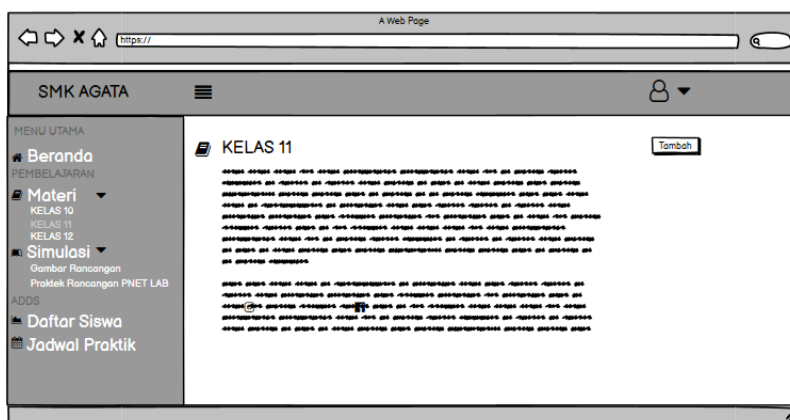 A Web Page
https://
SMK AGATA
MENU UTAMA
Beranda
PEMBELAJARAN
Materi
KELAS 10
KELAS 11
KELAS 12
Simulasi
Gambar Rancangan
Praktek Rancangan PNET LAB
ADDS
Daftar Siswa
Jadwal Praktik
KELAS 11
Tambah